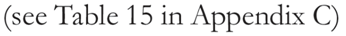 (see Table 15 in Appendix C)